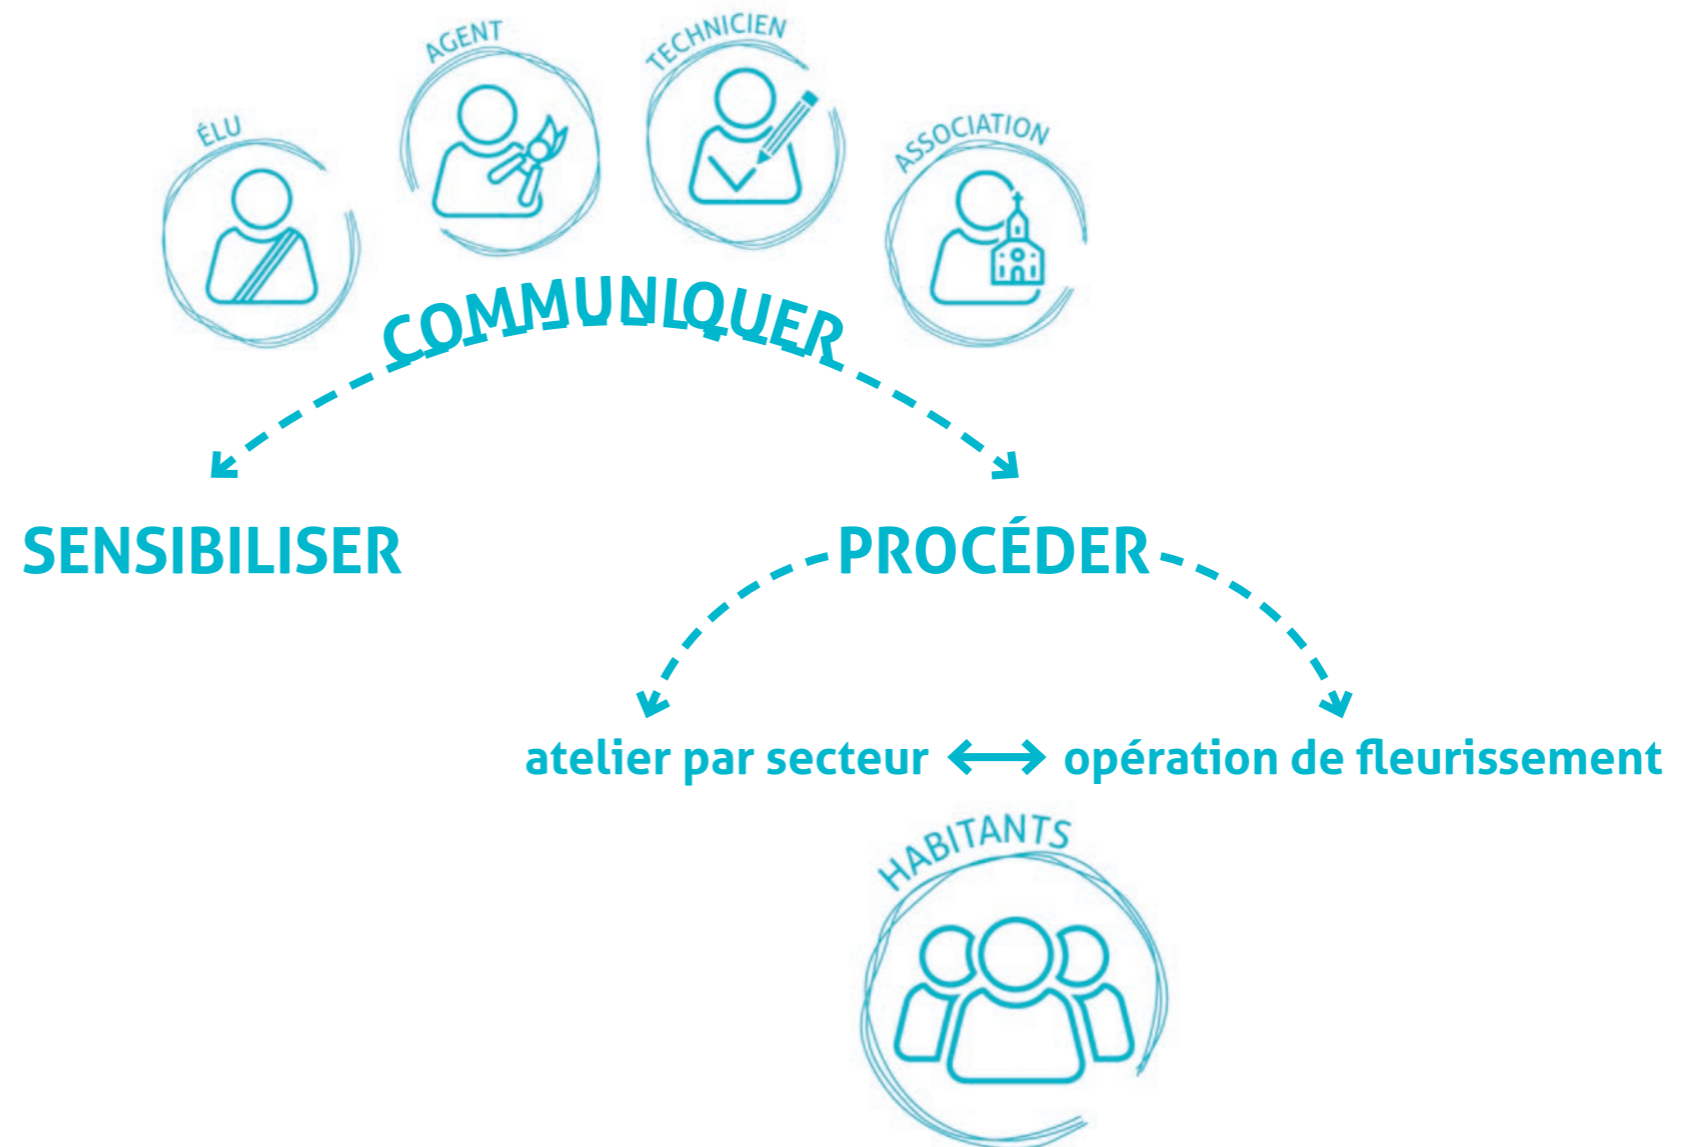 AGENT
TECHNICIEN
ÉLU
ASSOCIATION
COMMUNIQUER
SENSIBILISER
PROCÉDER
atelier par secteur
opération de fleurissement
HABITANTS